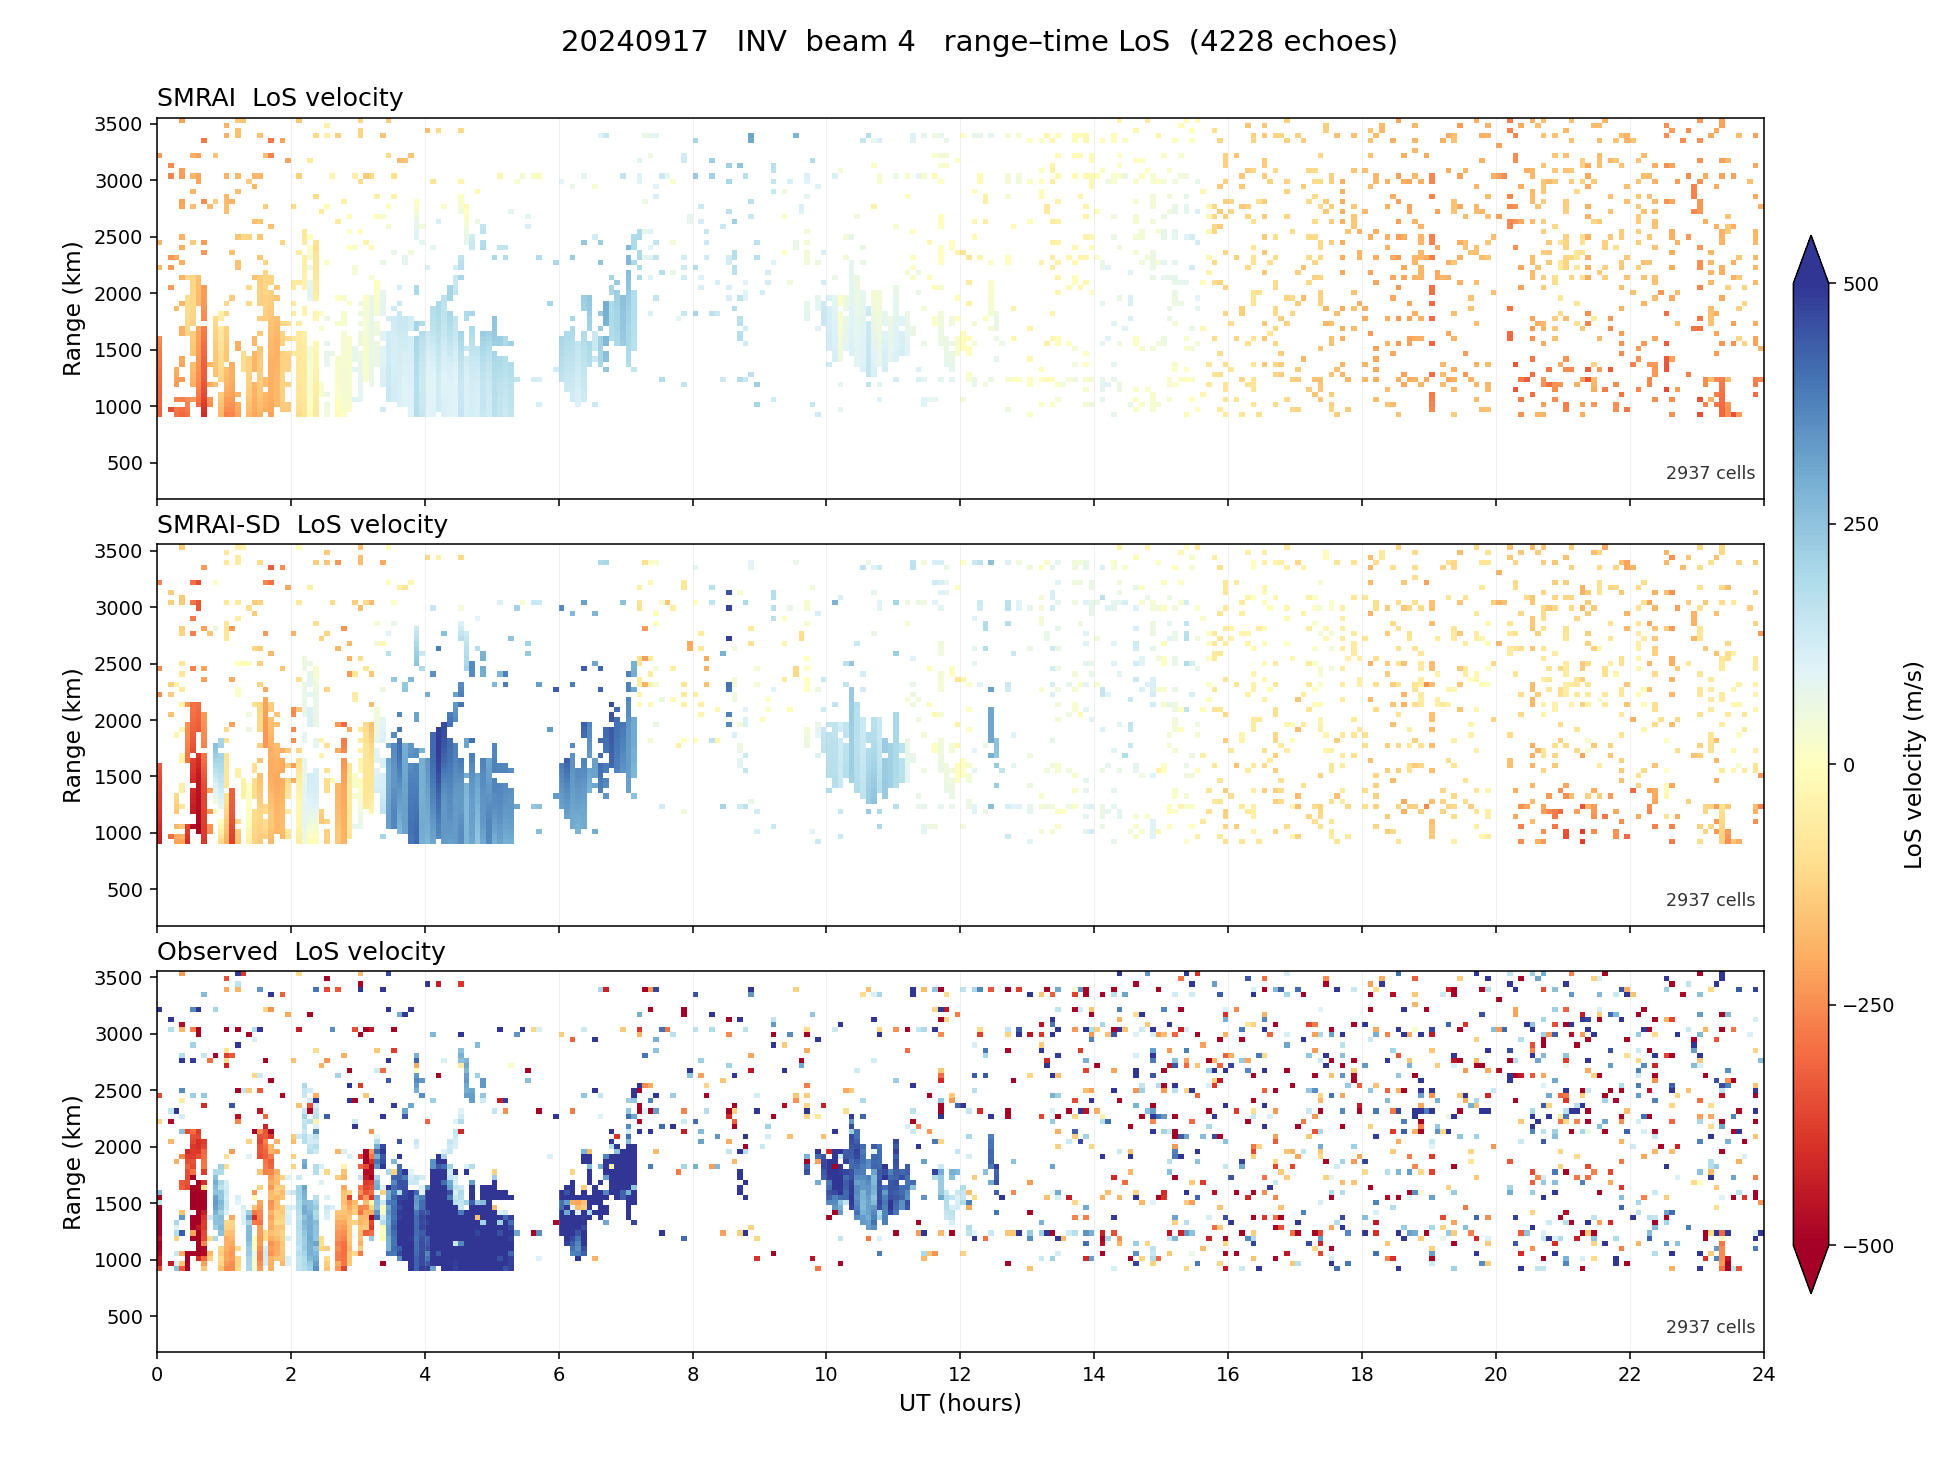 20240917   INV  beam 4   range–time LoS  (4228 echoes)
SMRAI  LoS velocity
3500
3000
2500
2000
1500
1000
500
Range (km)
2937 cells
SMRAI-SD  LoS velocity
3500
3000
2500
2000
1500
1000
500
Range (km)
2937 cells
Observed  LoS velocity
3500
3000
2500
2000
1500
1000
500
Range (km)
2937 cells
0 2 4 6 8 10 12 14 16 18 20 22 24
UT (hours)
500
250
0
−250
−500
LoS velocity (m/s)